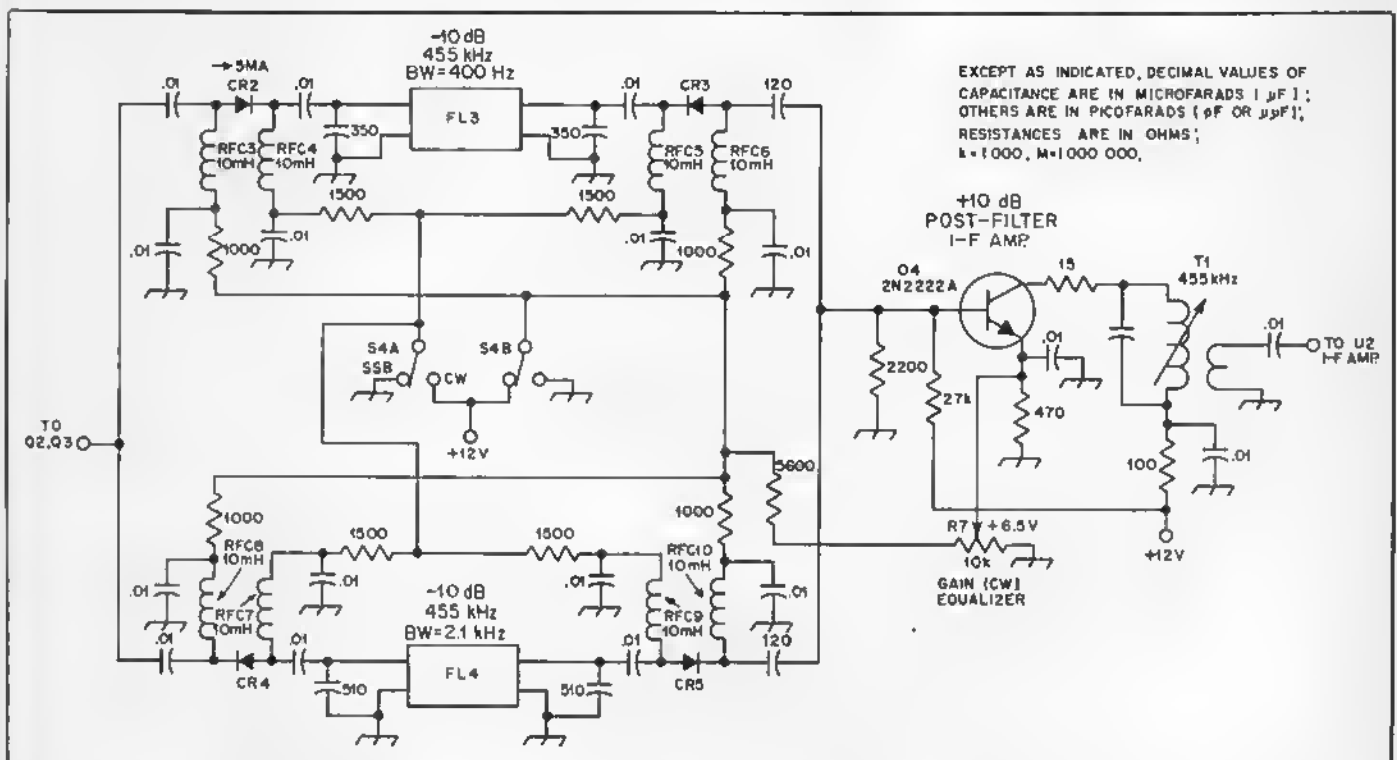 -10 dB
455 kHz
BW=400 Hz
→5MA
CR2
.01
.01
FL3
.01
CR3
120
350
350
RFC3
10mH
RFC4
10mH
RFC5
10mH
RFC6
10mH
1500
1500
.01
1000
.01
.01
1000
.01
EXCEPT AS INDICATED, DECIMAL VALUES OF
CAPACITANCE ARE IN MICROFARADS ( µF );
OTHERS ARE IN PICOFARADS ( pF OR µµF);
RESISTANCES ARE IN OHMS;
k=1000, M=1000 000,
+10 dB
POST-FILTER
I-F AMP.
Q4
2N2222A
15
T1
455kHz
.01
TO U2
I-F AMP.
.01
2200
27k
470
100
.01
+12V
S4A
S4B
SSB
CW
+12V
TO
Q2,Q3
5600
R7
+6.5V
10k
GAIN (CW)
EQUALIZER
1000
1500
1500
1000
RFC8
10mH
RFC10
10mH
.01
.01
.01
.01
RFC7
10mH
RFC9
10mH
-10 dB
455 kHz
BW=2.1 kHz
.01
CR4
.01
510
FL4
510
.01
CR5
120